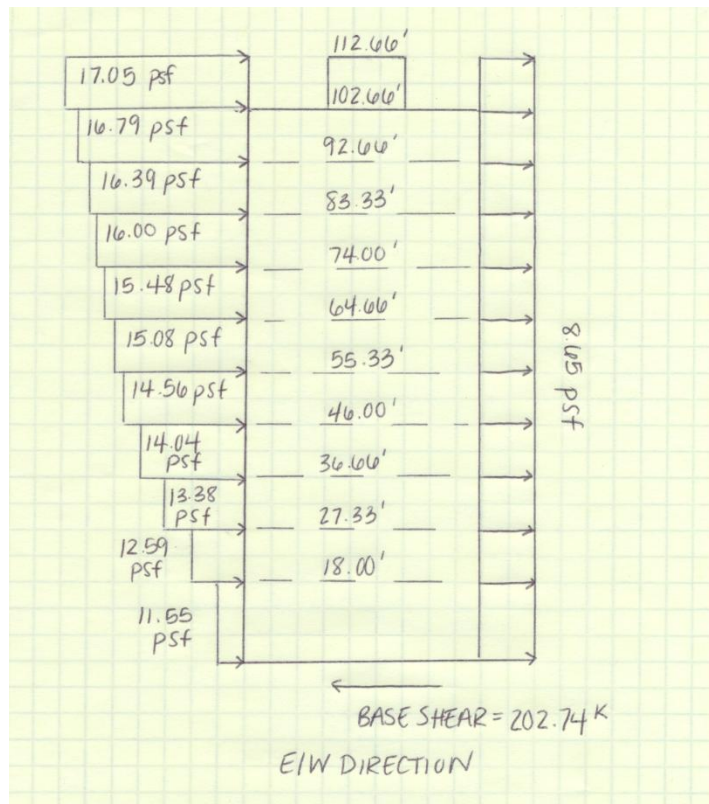 112.66'
17.05 psf
102.66'
16.79 psf
92.66'
16.39 psf
83.33'
16.00 psf
74.00'
15.48 psf
64.66'
15.08 psf
55.33'
8.65 psf
14.56 psf
46.00'
14.04
psf
36.66'
13.38
psf
27.33'
12.59
psf
18.00'
11.55
psf
BASE SHEAR = 202.74 K
E/W DIRECTION